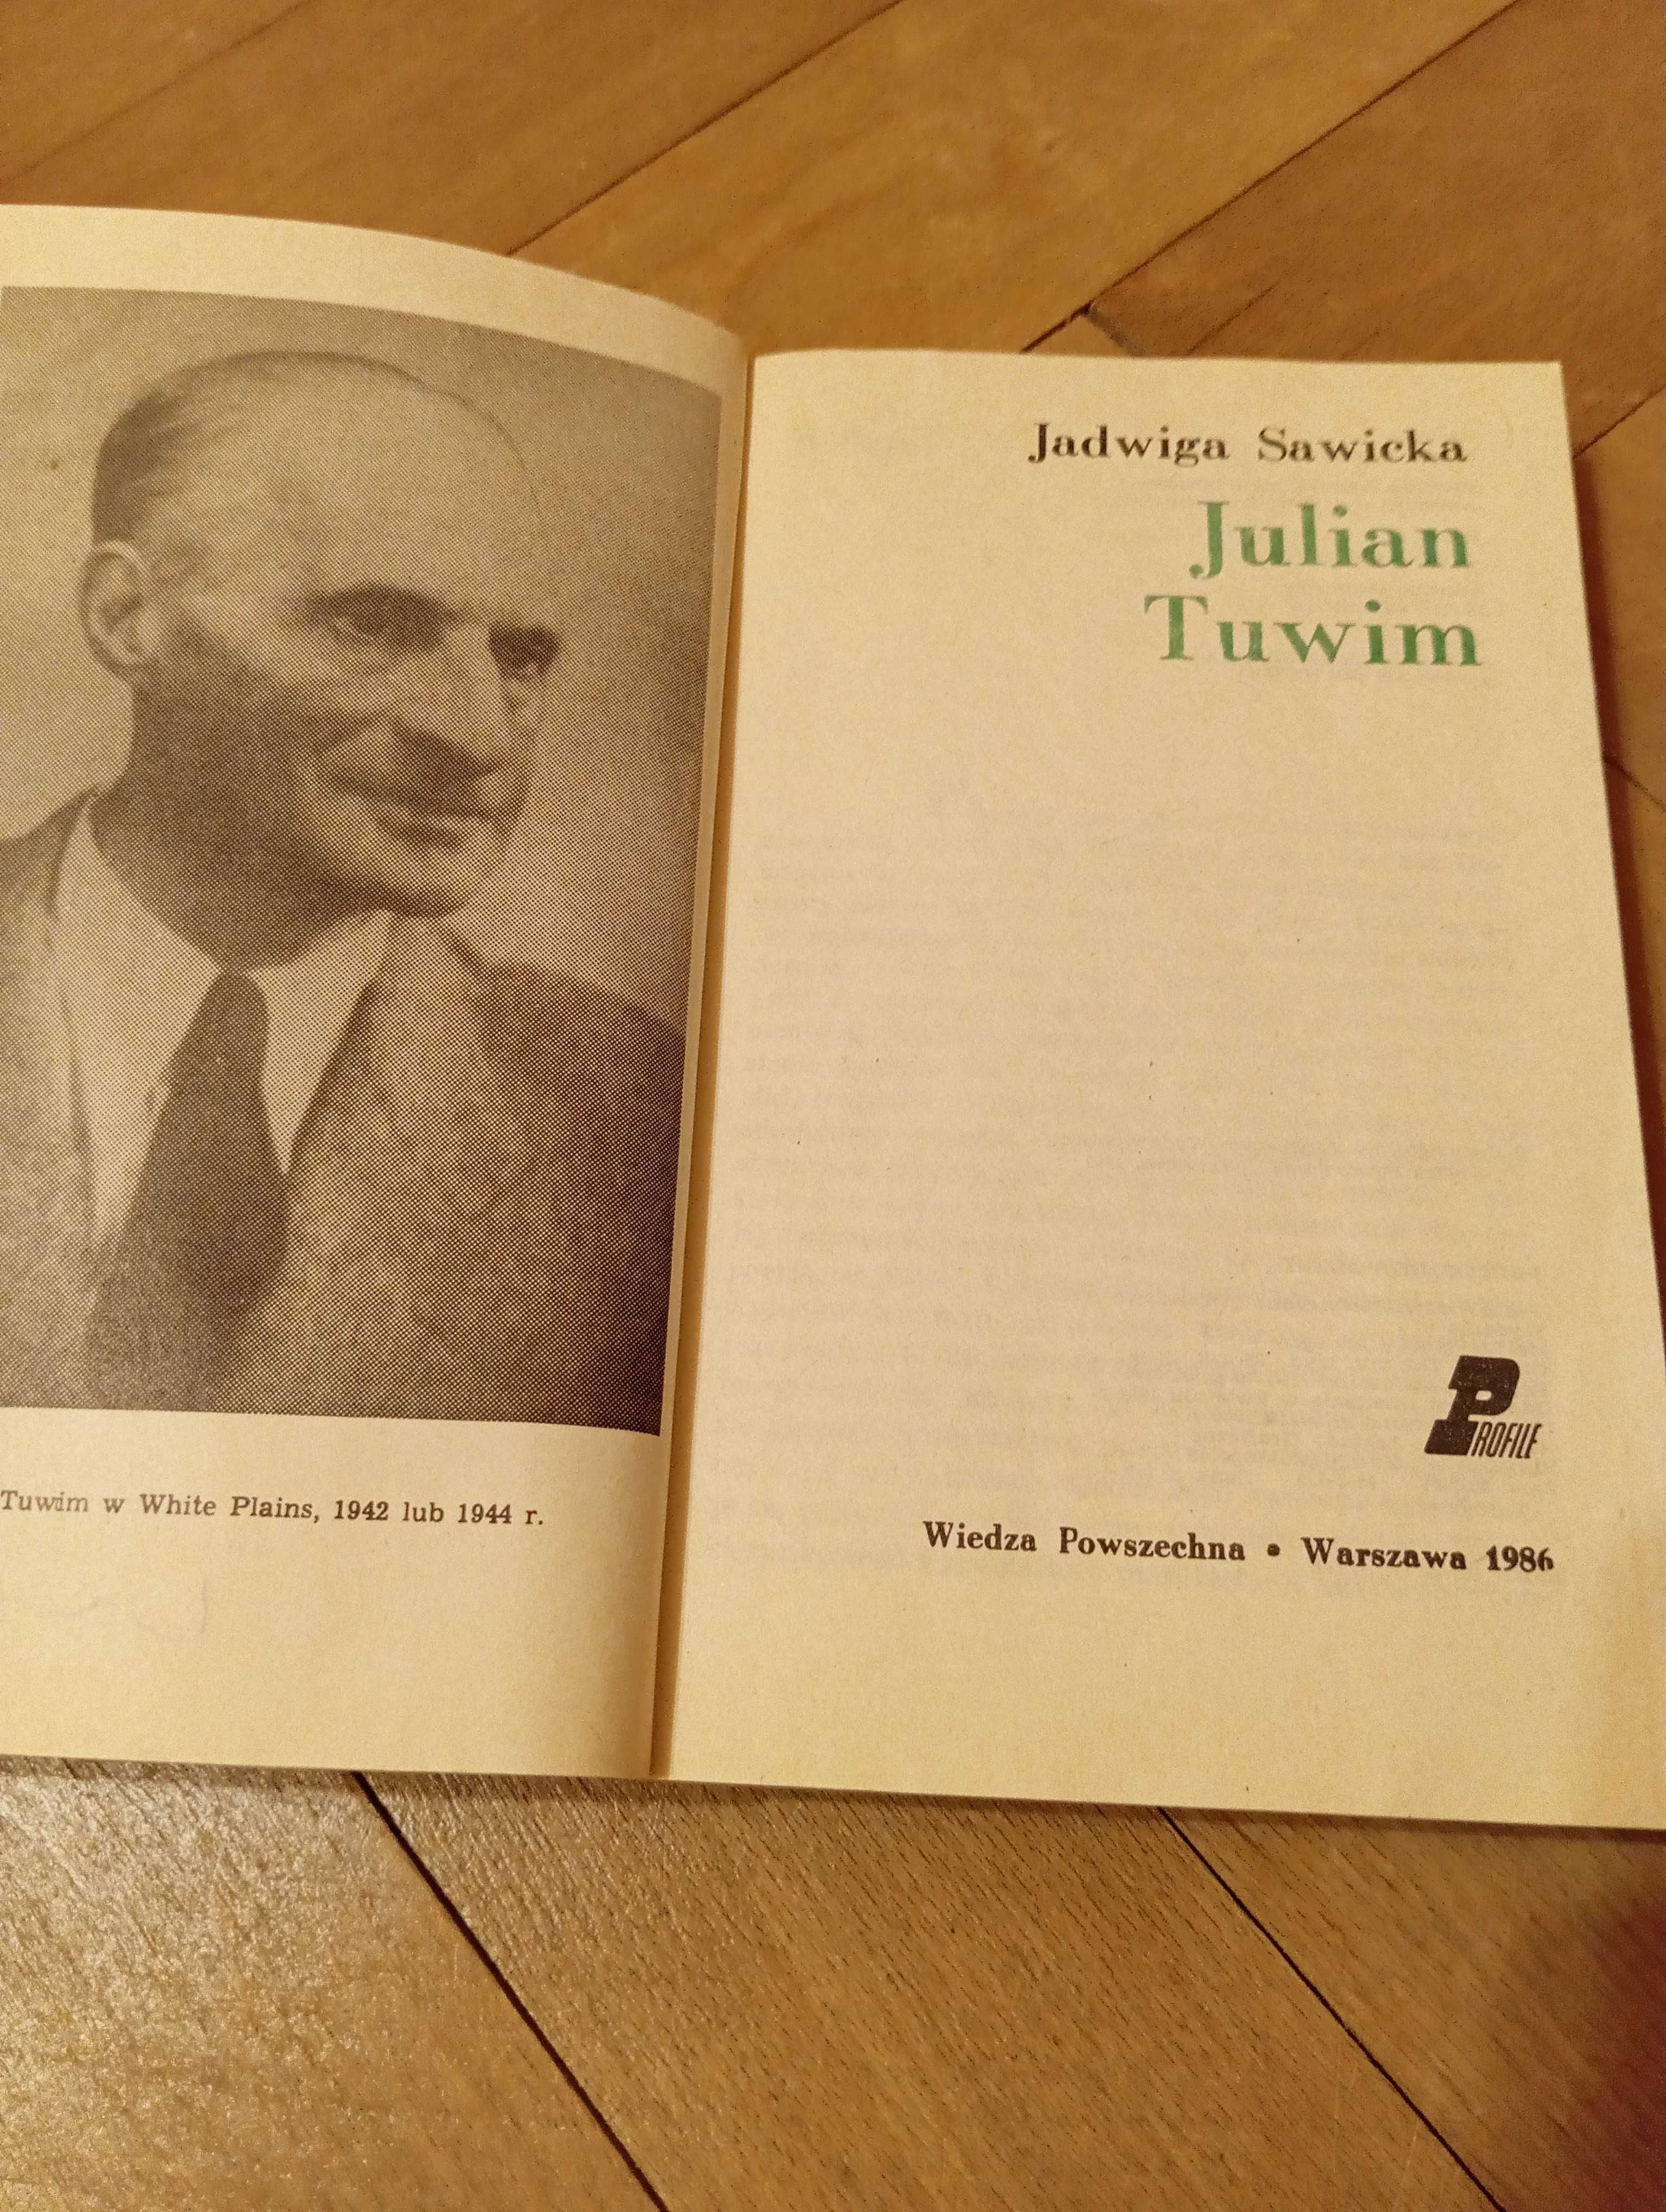 Tuwim w White Plains, 1942 lub 1944 r.
Jadwiga Sawicka
Julian
Tuwim
PROFILE
Wiedza Powszechna • Warszawa 1986